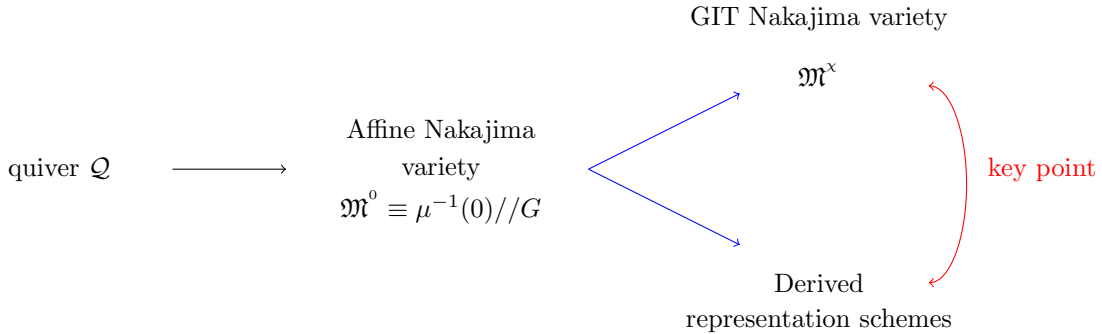 GIT Nakajima variety
𝔐^χ
Affine Nakajima
variety
𝔐^0 ≡ μ^{-1}(0)//G
quiver 𝒬
key point
Derived
representation schemes